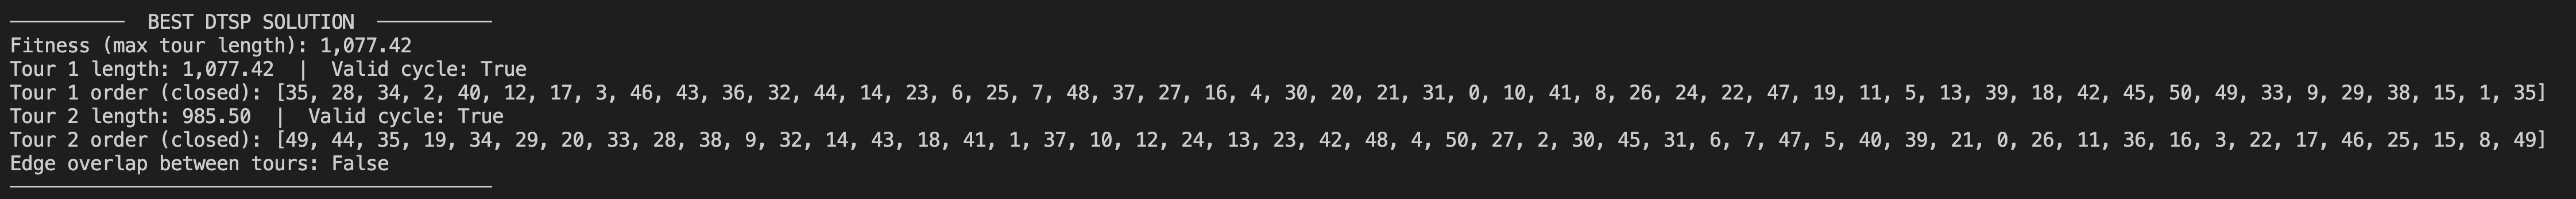 ────────── BEST DTSP SOLUTION ──────────
Fitness (max tour length): 1,077.42
Tour 1 length: 1,077.42 | Valid cycle: True
Tour 1 order (closed): [35, 28, 34, 2, 40, 12, 17, 3, 46, 43, 36, 32, 44, 14, 23, 6, 25, 7, 48, 37, 27, 16, 4, 30, 20, 21, 31, 0, 10, 41, 8, 26, 24, 22, 47, 19, 11, 5, 13, 39, 18, 42, 45, 50, 49, 33, 9, 29, 38, 15, 1, 35]
Tour 2 length: 985.50 | Valid cycle: True
Tour 2 order (closed): [49, 44, 35, 19, 34, 29, 20, 33, 28, 38, 9, 32, 14, 43, 18, 41, 1, 37, 10, 12, 24, 13, 23, 42, 48, 4, 50, 27, 2, 30, 45, 31, 6, 7, 47, 5, 40, 39, 21, 0, 26, 11, 36, 16, 3, 22, 17, 46, 25, 15, 8, 49]
Edge overlap between tours: False